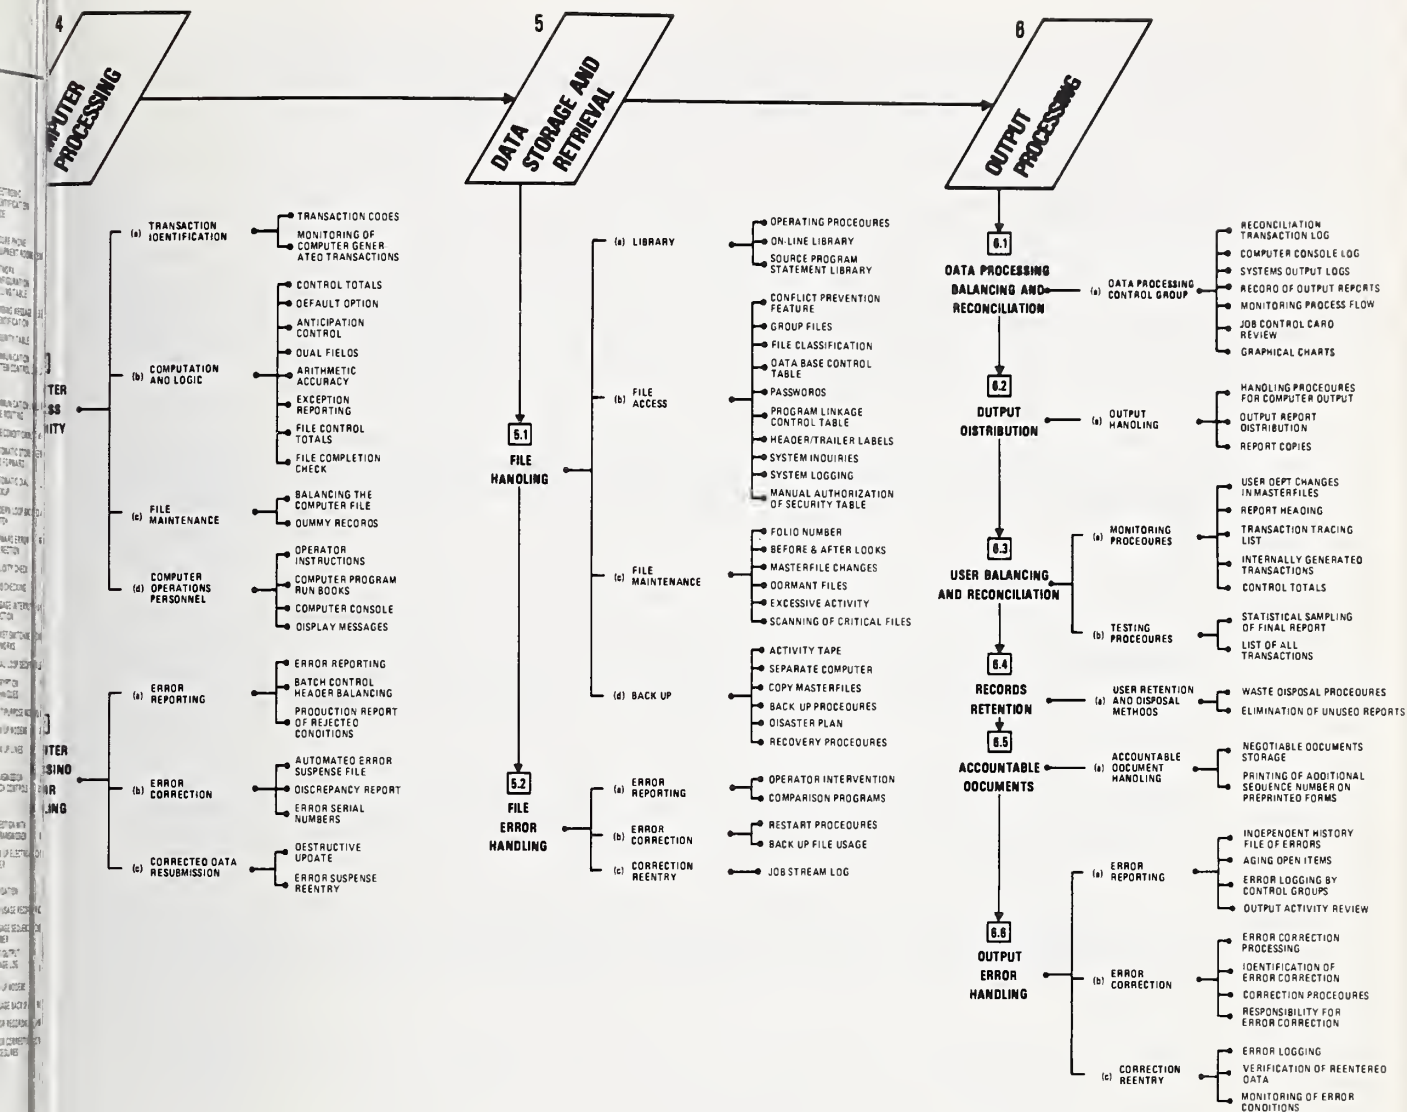 4
MPUTER
PROCESSING
5
DATA
STORAGE AND
RETRIEVAL
6
OUTPUT
PROCESSING
(a) TRANSACTION
IDENTIFICATION
TRANSACTION CODES
MONITORING OF
COMPUTER GENER
ATED TRANSACTIONS
(b) COMPUTATION
AND LOGIC
CONTROL TOTALS
DEFAULT OPTION
ANTICIPATION
CONTROL
DUAL FIELDS
ARITHMETIC
ACCURACY
EXCEPTION
REPORTING
FILE CONTROL
TOTALS
FILE COMPLETION
CHECK
TER
SS
ITY
(c) FILE
MAINTENANCE
BALANCING THE
COMPUTER FILE
DUMMY RECORDS
(d) COMPUTER
OPERATIONS
PERSONNEL
OPERATOR
INSTRUCTIONS
COMPUTER PROGRAM
RUN BOOKS
COMPUTER CONSOLE
DISPLAY MESSAGES
(a) ERROR
REPORTING
ERROR REPORTING
BATCH CONTROL
HEADER BALANCING
PRODUCTION REPORT
OF REJECTED
CONDITIONS
UTER
SSING
OR
LING
(b) ERROR
CORRECTION
AUTOMATED ERROR
SUSPENSE FILE
DISCREPANCY REPORT
ERROR SERIAL
NUMBERS
(c) CORRECTED DATA
RESUBMISSION
DESTRUCTIVE
UPDATE
ERROR SUSPENSE
REENTRY
5.1
FILE
HANDLING
(a) LIBRARY
OPERATING PROCEDURES
ON-LINE LIBRARY
SOURCE PROGRAM
STATEMENT LIBRARY
(b) FILE
ACCESS
CONFLICT PREVENTION
FEATURE
GROUP FILES
FILE CLASSIFICATION
DATA BASE CONTROL
TABLE
PASSWORDS
PROGRAM LINKAGE
CONTROL TABLE
HEADER/TRAILER LABELS
SYSTEM INQUIRIES
SYSTEM LOGGING
MANUAL AUTHORIZATION
OF SECURITY TABLE
(c) FILE
MAINTENANCE
FOLIO NUMBER
BEFORE & AFTER LOOKS
MASTERFILE CHANGES
DORMANT FILES
EXCESSIVE ACTIVITY
SCANNING OF CRITICAL FILES
(d) BACK UP
ACTIVITY TAPE
SEPARATE COMPUTER
COPY MASTERFILES
BACK UP PROCEDURES
DISASTER PLAN
RECOVERY PROCEDURES
5.2
FILE
ERROR
HANDLING
(a) ERROR
REPORTING
OPERATOR INTERVENTION
COMPARISON PROGRAMS
(b) ERROR
CORRECTION
RESTART PROCEDURES
BACK UP FILE USAGE
(c) CORRECTION
REENTRY
JOB STREAM LOG
6.1
DATA PROCESSING
BALANCING AND
RECONCILIATION
(a) DATA PROCESSING
CONTROL GROUP
RECONCILIATION
TRANSACTION LOG
COMPUTER CONSOLE LOG
SYSTEMS OUTPUT LOGS
RECORD OF OUTPUT REPORTS
MONITORING PROCESS FLOW
JOB CONTROL CARD
REVIEW
GRAPHICAL CHARTS
6.2
OUTPUT
DISTRIBUTION
(a) OUTPUT
HANDLING
HANDLING PROCEDURES
FOR COMPUTER OUTPUT
OUTPUT REPORT
DISTRIBUTION
REPORT COPIES
6.3
USER BALANCING
AND RECONCILIATION
(a) MONITORING
PROCEDURES
USER DEPT CHANGES
IN MASTERFILES
REPORT HEADING
TRANSACTION TRACING
LIST
INTERNALLY GENERATED
TRANSACTIONS
CONTROL TOTALS
(b) TESTING
PROCEDURES
STATISTICAL SAMPLING
OF FINAL REPORT
LIST OF ALL
TRANSACTIONS
6.4
RECORDS
RETENTION
(a) USER RETENTION
AND DISPOSAL
METHODS
WASTE DISPOSAL PROCEDURES
ELIMINATION OF UNUSED REPORTS
6.5
ACCOUNTABLE
DOCUMENTS
(a) ACCOUNTABLE
DOCUMENT
HANDLING
NEGOTIABLE DOCUMENTS
STORAGE
PRINTING OF ADDITIONAL
SEQUENCE NUMBER ON
PREPRINTED FORMS
6.6
OUTPUT
ERROR
HANDLING
(a) ERROR
REPORTING
INDEPENDENT HISTORY
FILE OF ERRORS
AGING OPEN ITEMS
ERROR LOGGING BY
CONTROL GROUPS
OUTPUT ACTIVITY REVIEW
(b) ERROR
CORRECTION
ERROR CORRECTION
PROCESSING
IDENTIFICATION OF
ERROR CORRECTION
CORRECTION PROCEDURES
RESPONSIBILITY FOR
ERROR CORRECTION
(c) CORRECTION
REENTRY
ERROR LOGGING
VERIFICATION OF REENTERED
DATA
MONITORING OF ERROR
CONDITIONS